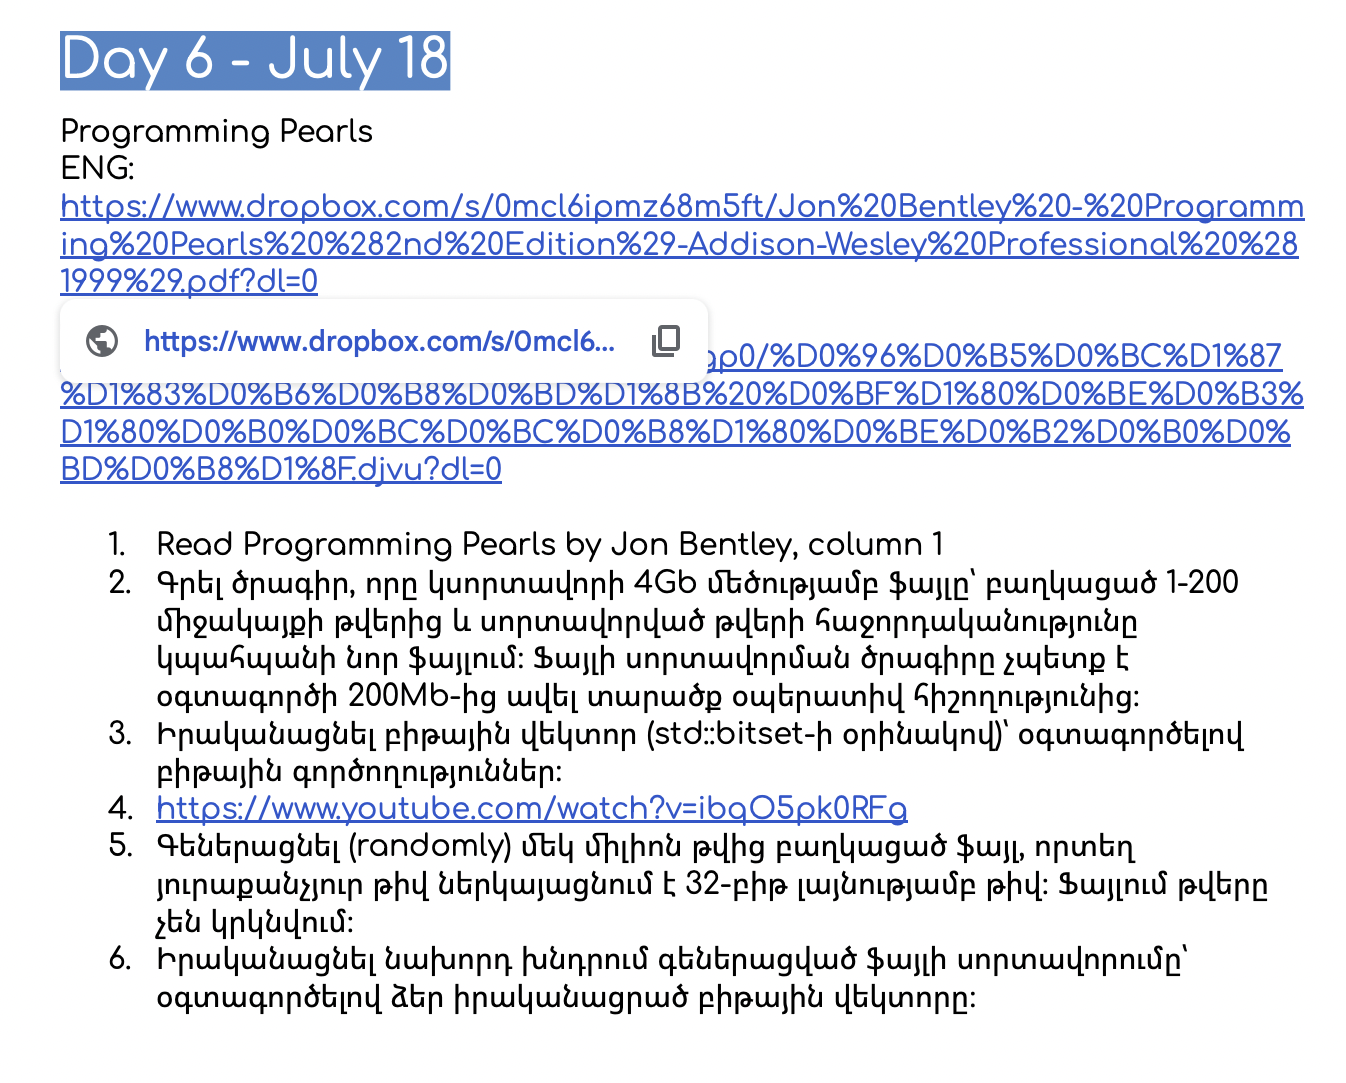 Day 6 - July 18
Programming Pearls
ENG:
https://www.dropbox.com/s/0mcl6ipmz68m5ft/Jon%20Bentley%20-%20Programm
ing%20Pearls%20%282nd%20Edition%29-Addison-Wesley%20Professional%20%28
1999%29.pdf?dl=0
https://www.dropbox.com/s/0mcl6...
ap0/%D0%96%D0%B5%D0%BC%D1%87
%D1%83%D0%B6%D0%B8%D0%BD%D1%8B%20%D0%BF%D1%80%D0%BE%D0%B3%
D1%80%D0%B0%D0%BC%D0%BC%D0%B8%D1%80%D0%BE%D0%B2%D0%B0%D0%
BD%D0%B8%D1%8F.djvu?dl=0
1. Read Programming Pearls by Jon Bentley, column 1
2. Գրել ծրագիր, որը կսորտավորի 4Gb մեծությամբ ֆայլը՝ բաղկացած 1-200
միջակայքի թվերից և սորտավորված թվերի հաջորդականությունը
կպահպանի նոր ֆայլում: Ֆայլի սորտավորման ծրագիրը չպետք է
օգտագործի 200Mb-ից ավել տարածք օպերատիվ հիշողությունից:
3. Իրականացնել բիթային վեկտոր (std::bitset-ի օրինակով)՝ օգտագործելով
բիթային գործողություններ:
4. https://www.youtube.com/watch?v=ibqO5pk0RFg
5. Գեներացնել (randomly) մեկ միլիոն թվից բաղկացած ֆայլ, որտեղ
յուրաքանչյուր թիվ ներկայացնում է 32-բիթ լայնությամբ թիվ: Ֆայլում թվերը
չեն կրկնվում:
6. Իրականացնել նախորդ խնդրում գեներացված ֆայլի սորտավորումը՝
օգտագործելով ձեր իրականացրած բիթային վեկտորը: